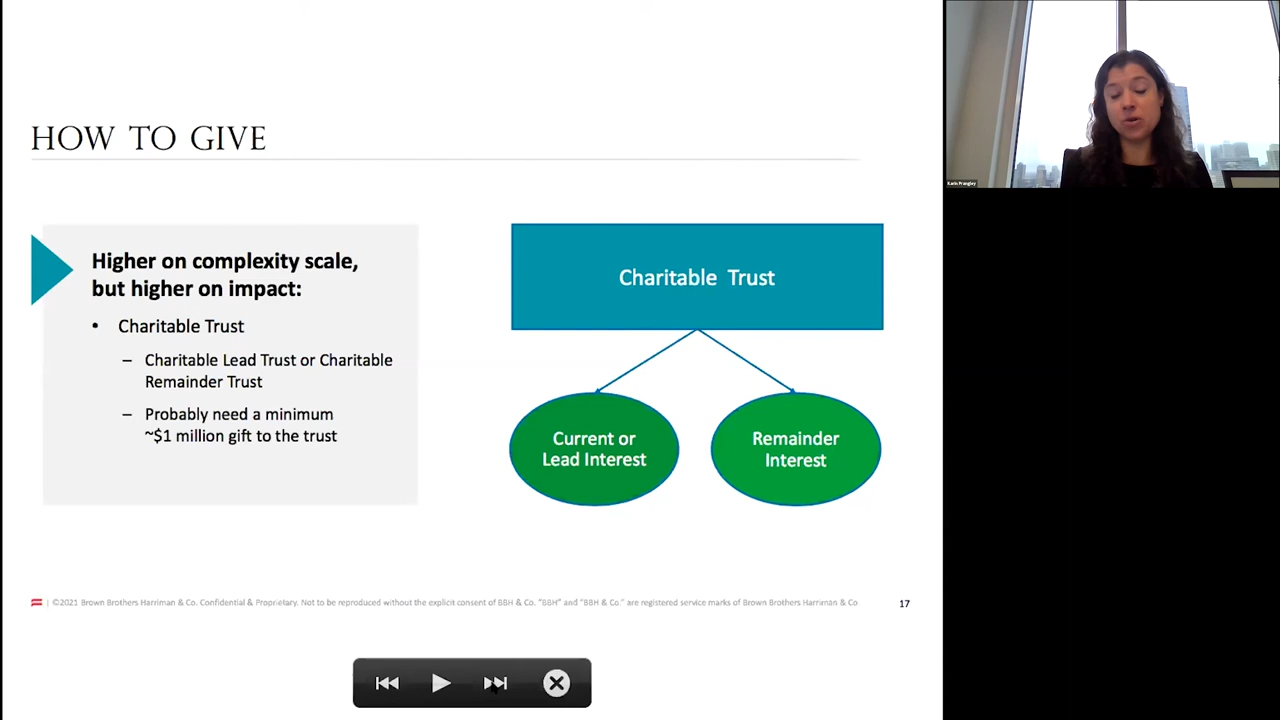 HOW TO GIVE
Higher on complexity scale,
but higher on impact:
• Charitable Trust
– Charitable Lead Trust or Charitable
Remainder Trust
– Probably need a minimum
~$1 million gift to the trust
Charitable Trust
Current or
Lead Interest
Remainder
Interest
| ©2021 Brown Brothers Harriman & Co. Confidential & Proprietary. Not to be reproduced without the explicit consent of BBH & Co. "BBH" and "BBH & Co." are registered service marks of Brown Brothers Harriman & Co
17
Karin Prangley